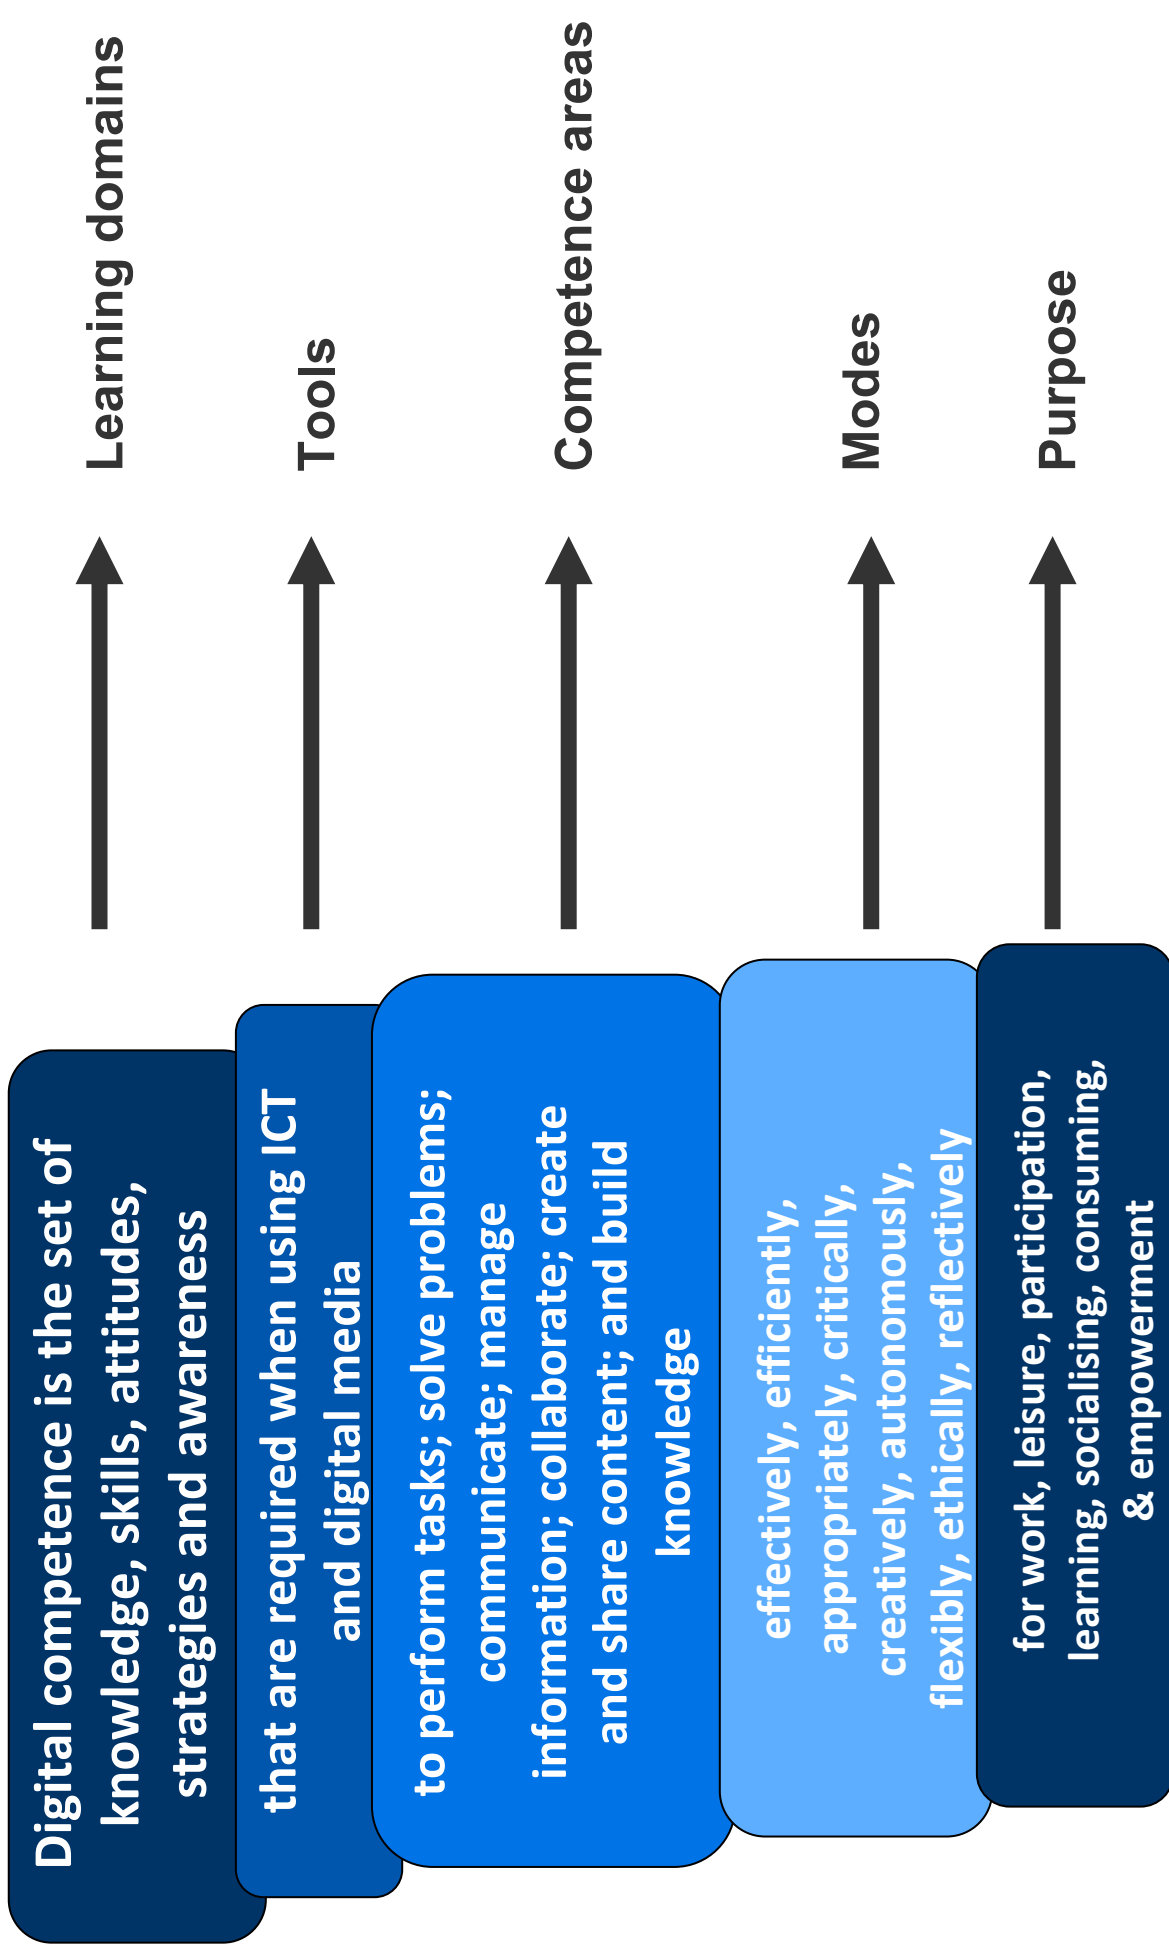 Digital competence is the set of
knowledge, skills, attitudes,
strategies and awareness
Learning domains
that are required when using ICT
and digital media
Tools
to perform tasks; solve problems;
communicate; manage
information; collaborate; create
and share content; and build
knowledge
Competence areas
effectively, efficiently,
appropriately, critically,
creatively, autonomously,
flexibly, ethically, reflectively
Modes
for work, leisure, participation,
learning, socialising, consuming,
& empowerment
Purpose